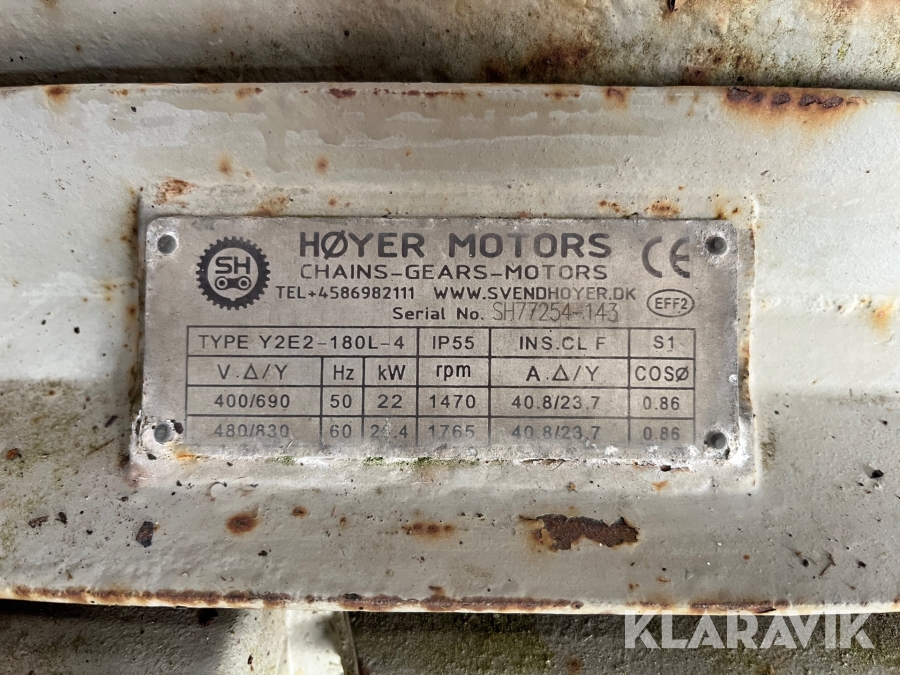 SH
HØYER MOTORS
CE
CHAINS-GEARS-MOTORS
TEL+4586982111 WWW.SVENDHOYER.DK
Serial No. SH77254-143
EFF2
TYPE Y2E2-180L-4 IP55 INS.CL F S1
V.Δ/Y Hz kW rpm A.Δ/Y COSØ
400/690 50 22 1470 40.8/23.7 0.86
480/830 60 1765 40.8/23.7 0.86
KLARAVIK